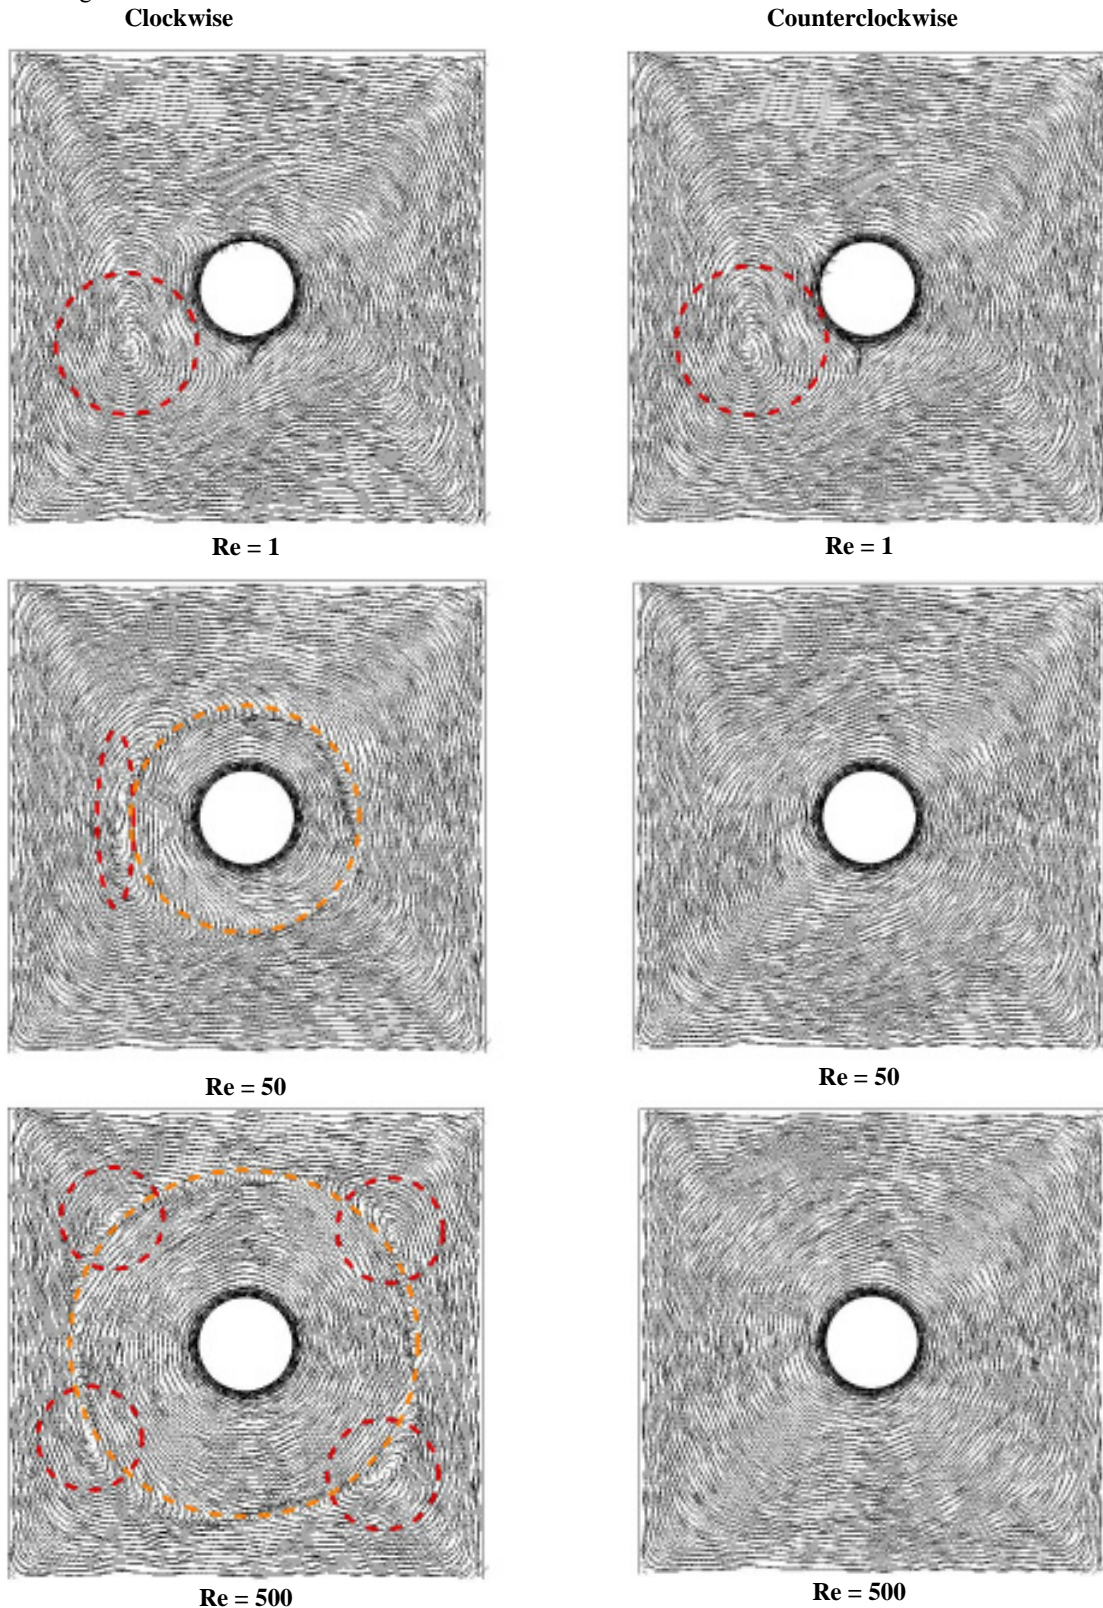 Clockwise
Counterclockwise
Re = 1
Re = 1
Re = 50
Re = 50
Re = 500
Re = 500